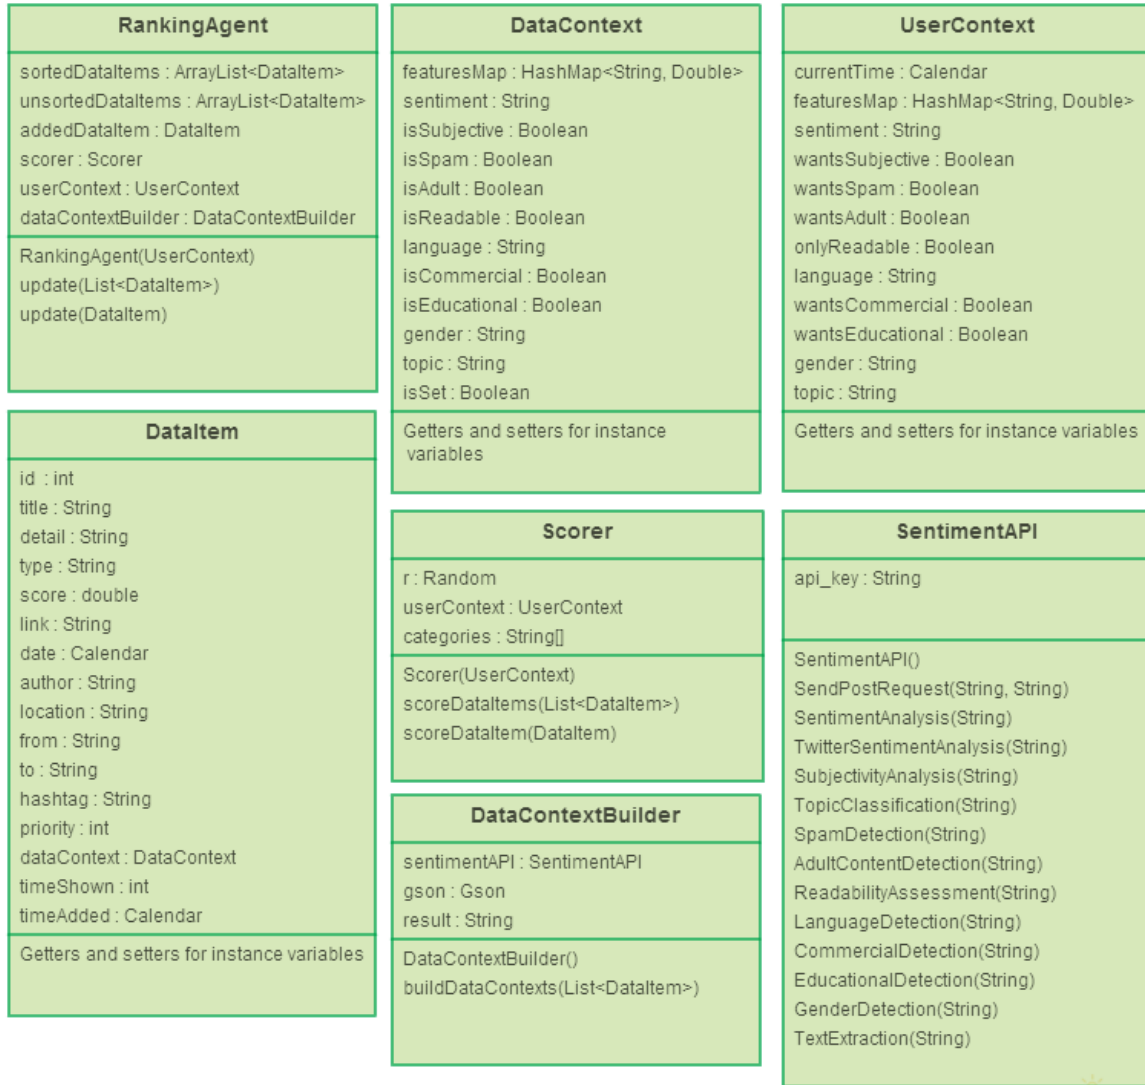 RankingAgent
sortedDataItems : ArrayList<DataItem>
unsortedDataItems : ArrayList<DataItem>
addedDataItem : DataItem
scorer : Scorer
userContext : UserContext
dataContextBuilder : DataContextBuilder
RankingAgent(UserContext)
update(List<DataItem>)
update(DataItem)
DataContext
featuresMap : HashMap<String, Double>
sentiment : String
isSubjective : Boolean
isSpam : Boolean
isAdult : Boolean
isReadable : Boolean
language : String
isCommercial : Boolean
isEducational : Boolean
gender : String
topic : String
isSet : Boolean
Getters and setters for instance
variables
UserContext
currentTime : Calendar
featuresMap : HashMap<String, Double>
sentiment : String
wantsSubjective : Boolean
wantsSpam : Boolean
wantsAdult : Boolean
onlyReadable : Boolean
language : String
wantsCommercial : Boolean
wantsEducational : Boolean
gender : String
topic : String
Getters and setters for instance variables
DataItem
id : int
title : String
detail : String
type : String
score : double
link : String
date : Calendar
author : String
location : String
from : String
to : String
hashtag : String
priority : int
dataContext : DataContext
timeShown : int
timeAdded : Calendar
Getters and setters for instance variables
Scorer
r : Random
userContext : UserContext
categories : String[]
Scorer(UserContext)
scoreDataItems(List<DataItem>)
scoreDataItem(DataItem)
DataContextBuilder
sentimentAPI : SentimentAPI
gson : Gson
result : String
DataContextBuilder()
buildDataContexts(List<DataItem>)
SentimentAPI
api_key : String
SentimentAPI()
SendPostRequest(String, String)
SentimentAnalysis(String)
TwitterSentimentAnalysis(String)
SubjectivityAnalysis(String)
TopicClassification(String)
SpamDetection(String)
AdultContentDetection(String)
ReadabilityAssessment(String)
LanguageDetection(String)
CommercialDetection(String)
EducationalDetection(String)
GenderDetection(String)
TextExtraction(String)